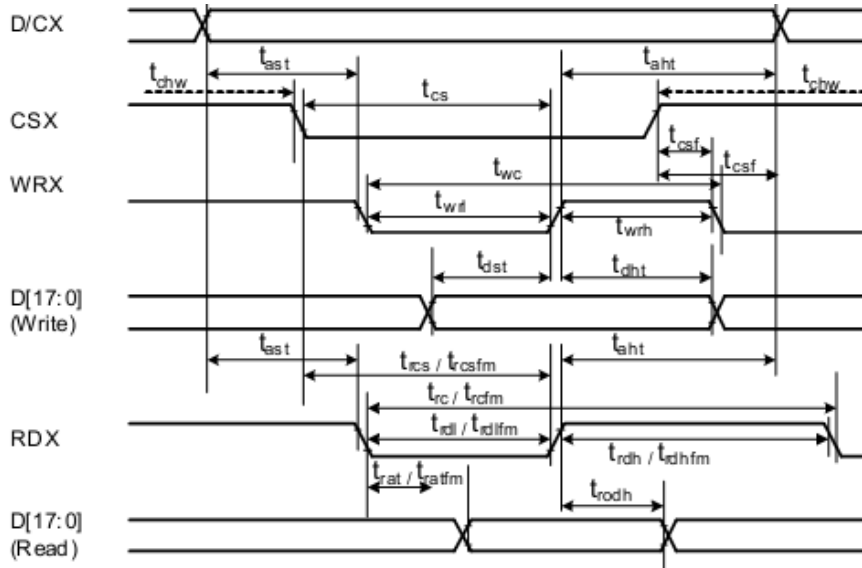 D/CX
tast
taht
tchw
tchw
tcs
CSX
tcsf
tcsf
twc
WRX
twrl
twrh
tdst
tdht
D[17:0]
(Write)
tast
taht
trcs / trcsfm
trc / trcfm
trdl / trdlfm
RDX
trdh / trdhfm
trat / tratfm
trodh
D[17:0]
(Read)